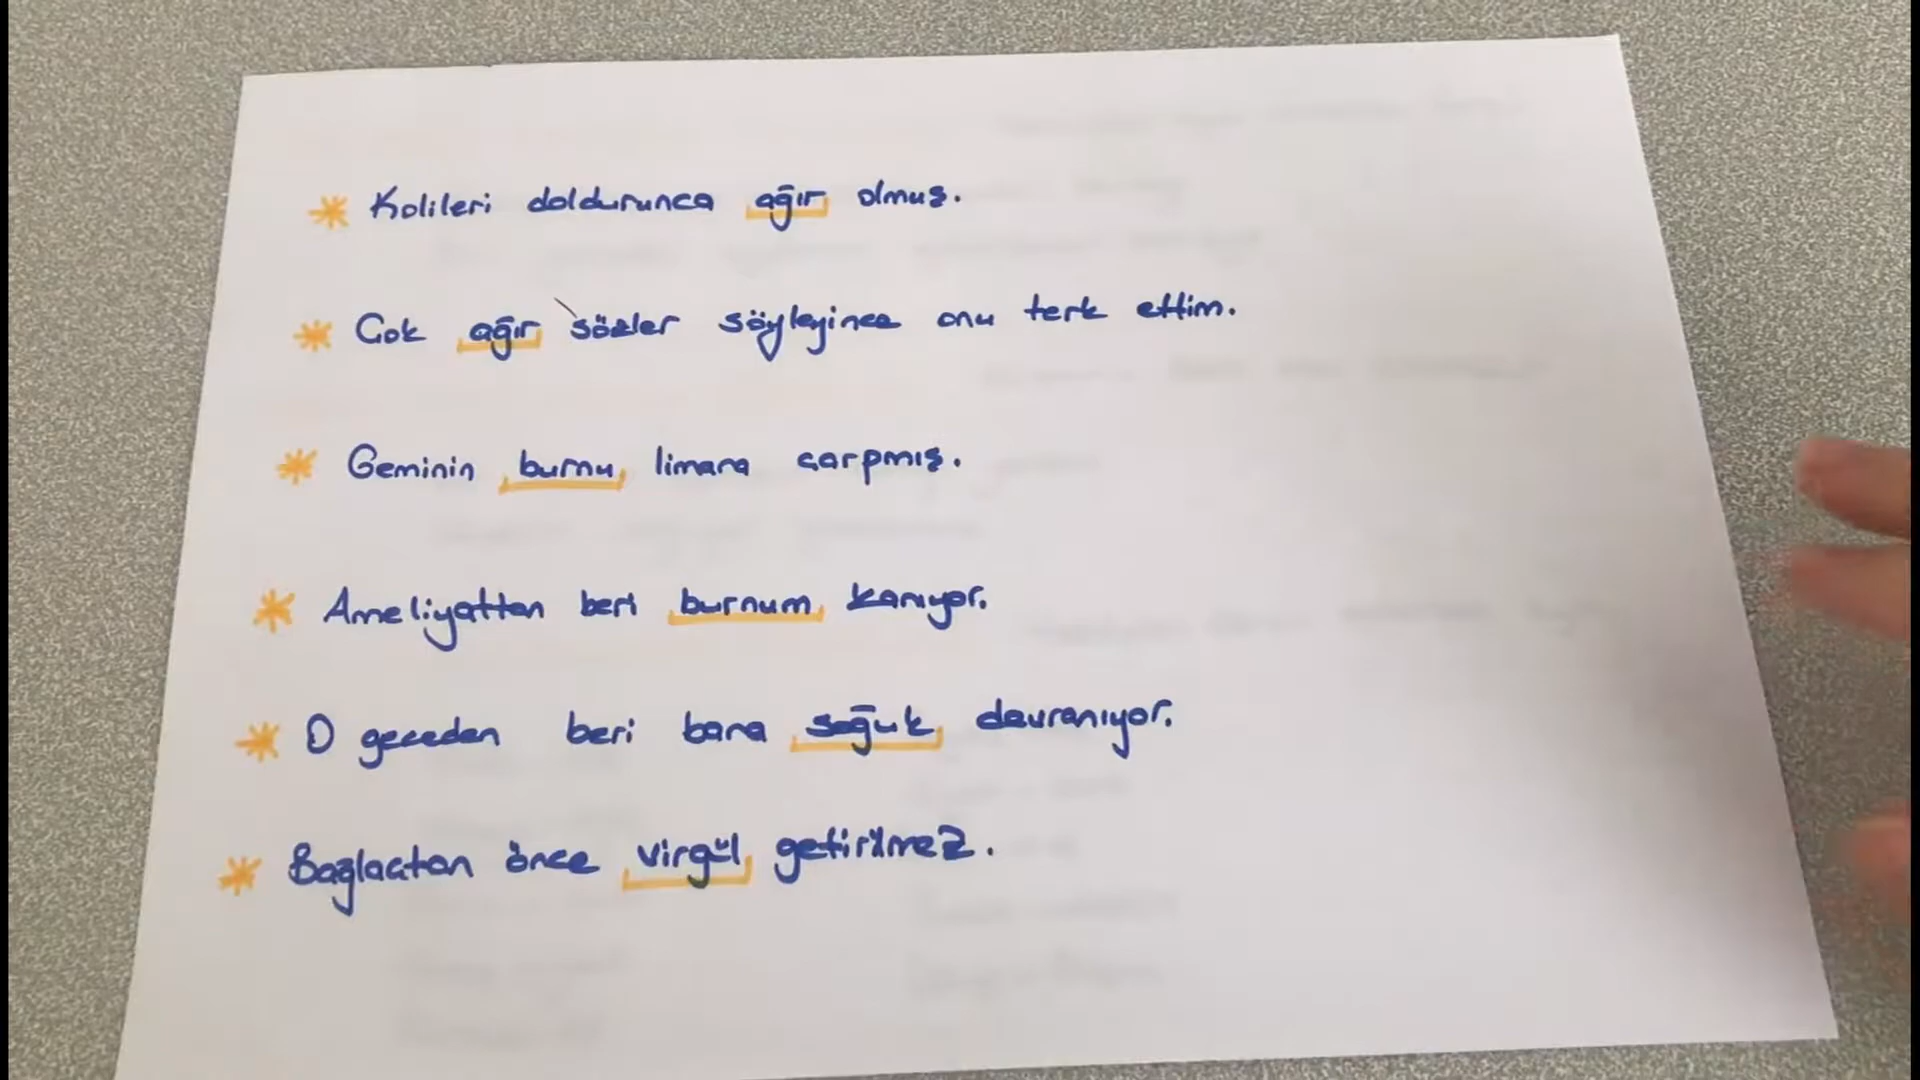 Kolileri doldurunca ağır olmuş.
Çok ağır sözler söyleyince onu terk ettim.
Geminin burnu limana çarpmış.
Ameliyattan beri burnum kanıyor.
O geceden beri bana soğuk davranıyor.
Bağlaçtan önce virgül getirilmez.